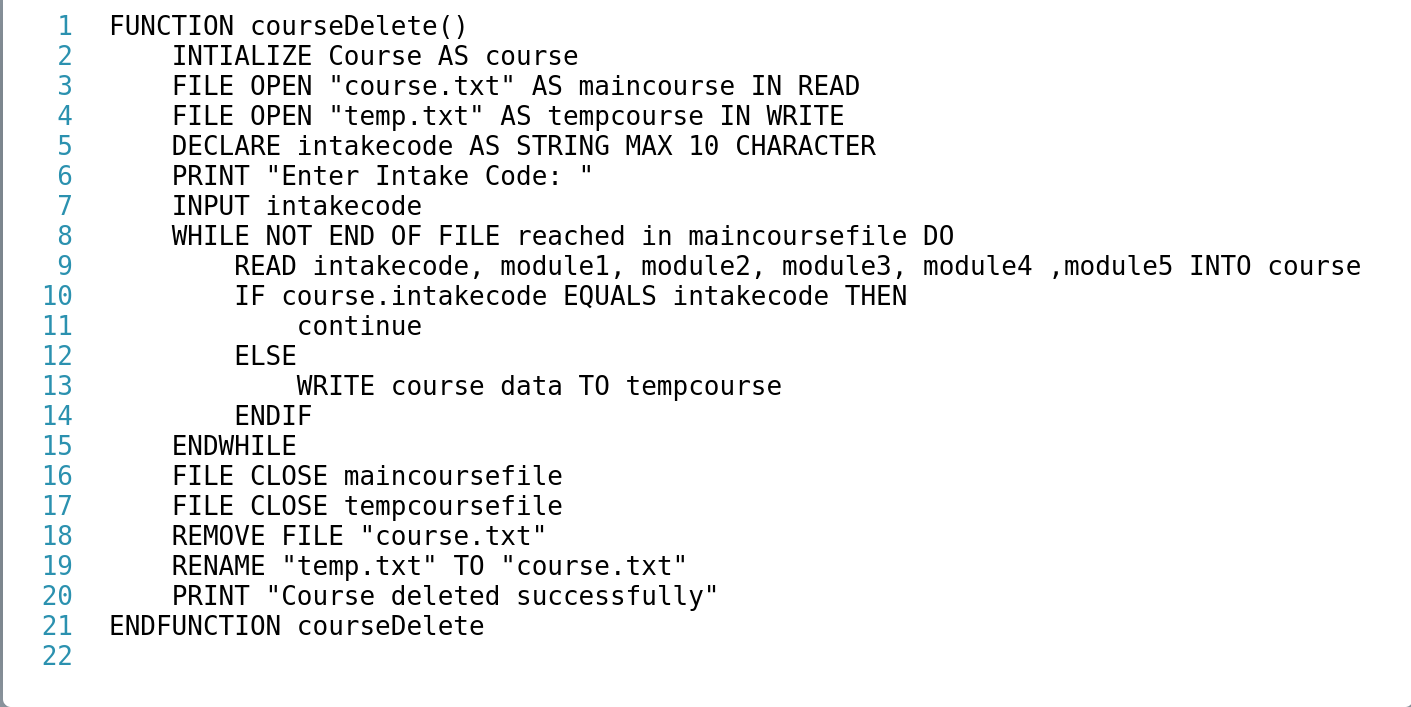 1 FUNCTION courseDelete()
2     INTIALIZE Course AS course
3     FILE OPEN "course.txt" AS maincourse IN READ
4     FILE OPEN "temp.txt" AS tempcourse IN WRITE
5     DECLARE intakecode AS STRING MAX 10 CHARACTER
6     PRINT "Enter Intake Code: "
7     INPUT intakecode
8     WHILE NOT END OF FILE reached in maincoursefile DO
9         READ intakecode, module1, module2, module3, module4 ,module5 INTO course
10         IF course.intakecode EQUALS intakecode THEN
11             continue
12         ELSE
13             WRITE course data TO tempcourse
14         ENDIF
15     ENDWHILE
16     FILE CLOSE maincoursefile
17     FILE CLOSE tempcoursefile
18     REMOVE FILE "course.txt"
19     RENAME "temp.txt" TO "course.txt"
20     PRINT "Course deleted successfully"
21 ENDFUNCTION courseDelete
22